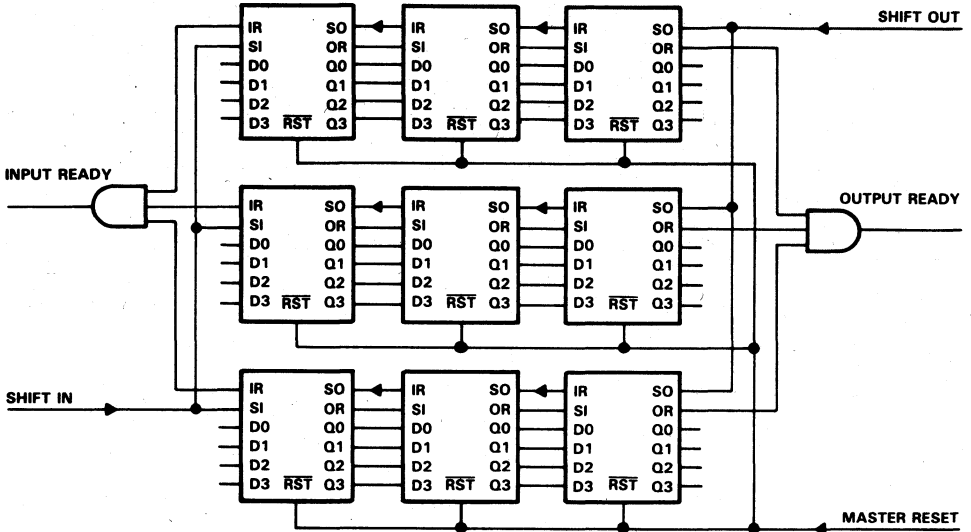 SHIFT OUT
IR SO IR SO IR SO
SI OR SI OR SI OR
D0 Q0 D0 Q0 D0 Q0
D1 Q1 D1 Q1 D1 Q1
D2 Q2 D2 Q2 D2 Q2
D3 RST Q3 D3 RST Q3 D3 RST Q3
INPUT READY
OUTPUT READY
IR SO IR SO IR SO
SI OR SI OR SI OR
D0 Q0 D0 Q0 D0 Q0
D1 Q1 D1 Q1 D1 Q1
D2 Q2 D2 Q2 D2 Q2
D3 RST Q3 D3 RST Q3 D3 RST Q3
SHIFT IN
IR SO IR SO IR SO
SI OR SI OR SI OR
D0 Q0 D0 Q0 D0 Q0
D1 Q1 D1 Q1 D1 Q1
D2 Q2 D2 Q2 D2 Q2
D3 RST Q3 D3 RST Q3 D3 RST Q3
MASTER RESET